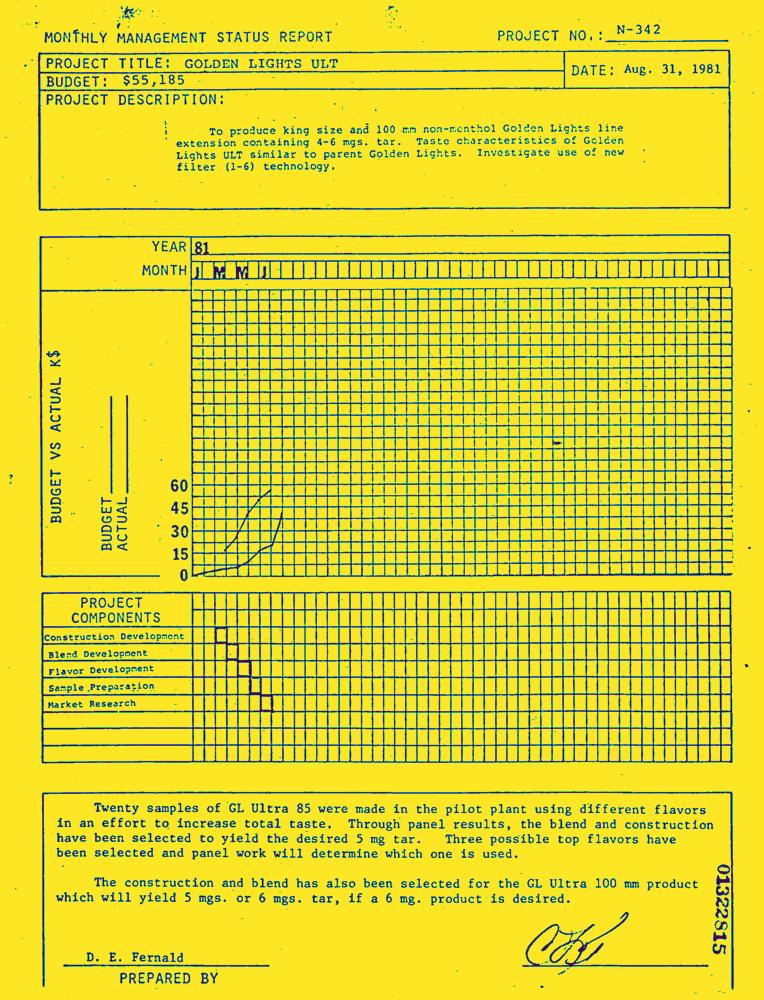 MONTHLY MANAGEMENT STATUS REPORT PROJECT NO.: N-342
PROJECT TITLE: GOLDEN LIGHTS ULT
DATE: Aug. 31, 1981
BUDGET: $55,185
PROJECT DESCRIPTION:
To produce king size and 100 mm non-menthol Golden Lights line
extension containing 4-6 mgs. tar. Taste characteristics of Golden
Lights ULT similar to parent Golden Lights. Investigate use of new
filter (1-6) technology.
YEAR 81
MONTH J M M J
BUDGET VS ACTUAL K$
BUDGET
ACTUAL
60
45
30
15
0
PROJECT
COMPONENTS
Construction Development
Blend Development
Flavor Development
Sample Preparation
Market Research
Twenty samples of GL Ultra 85 were made in the pilot plant using different flavors
in an effort to increase total taste. Through panel results, the blend and construction
have been selected to yield the desired 5 mg tar. Three possible top flavors have
been selected and panel work will determine which one is used.
The construction and blend has also been selected for the GL Ultra 100 mm product
which will yield 5 mgs. or 6 mgs. tar, if a 6 mg. product is desired.
01322815
D. E. Fernald
PREPARED BY